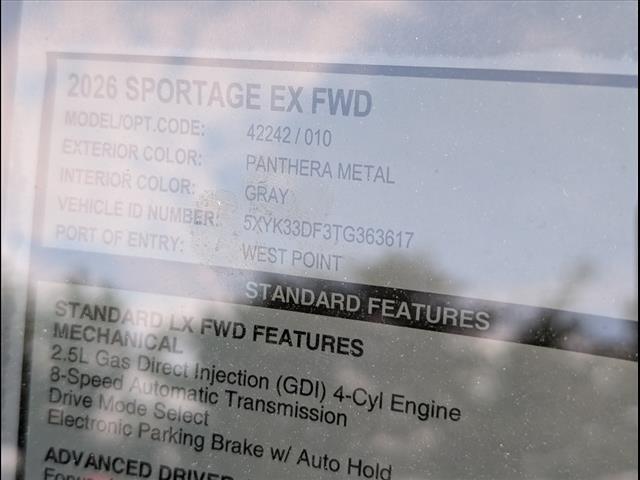 2026 SPORTAGE EX FWD
MODEL/OPT.CODE: 42242 / 010
EXTERIOR COLOR: PANTHERA METAL
INTERIOR COLOR: GRAY
VEHICLE ID NUMBER: 5XYK33DF3TG363617
PORT OF ENTRY: WEST POINT
STANDARD FEATURES
STANDARD LX FWD FEATURES
MECHANICAL
2.5L Gas Direct Injection (GDI) 4-Cyl Engine
8-Speed Automatic Transmission
Drive Mode Select
Electronic Parking Brake w/ Auto Hold
ADVANCED DRIVER